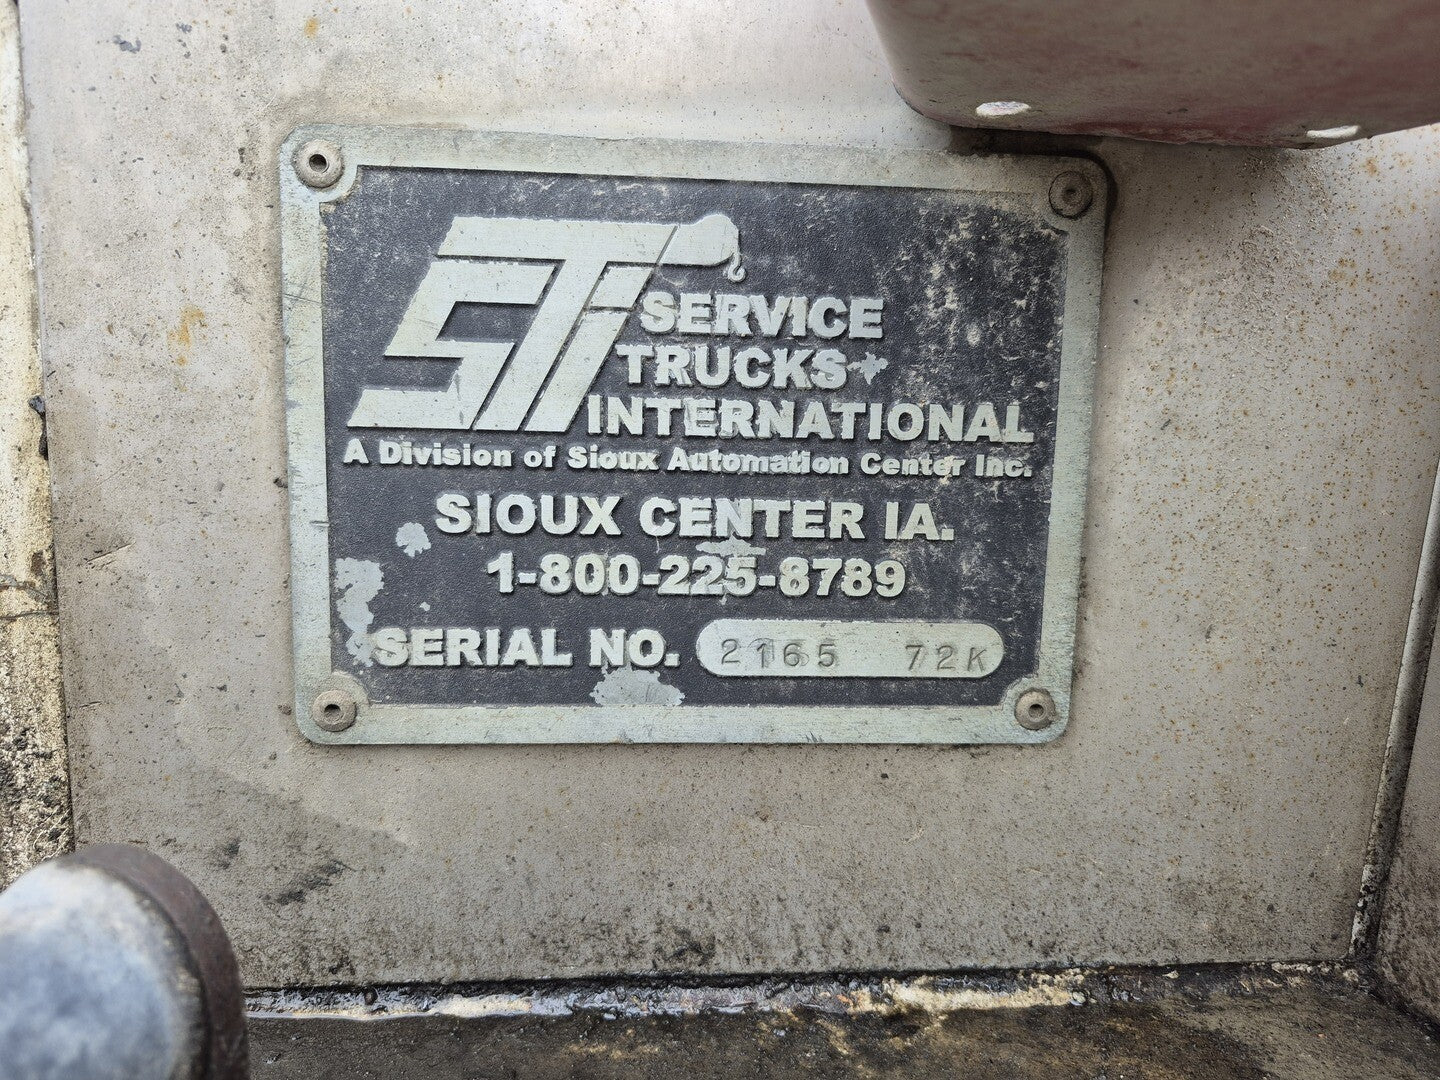 STI SERVICE
TRUCKS
INTERNATIONAL
A Division of Sioux Automation Center Inc.
SIOUX CENTER IA.
1-800-225-8789
SERIAL NO. 2165 72K